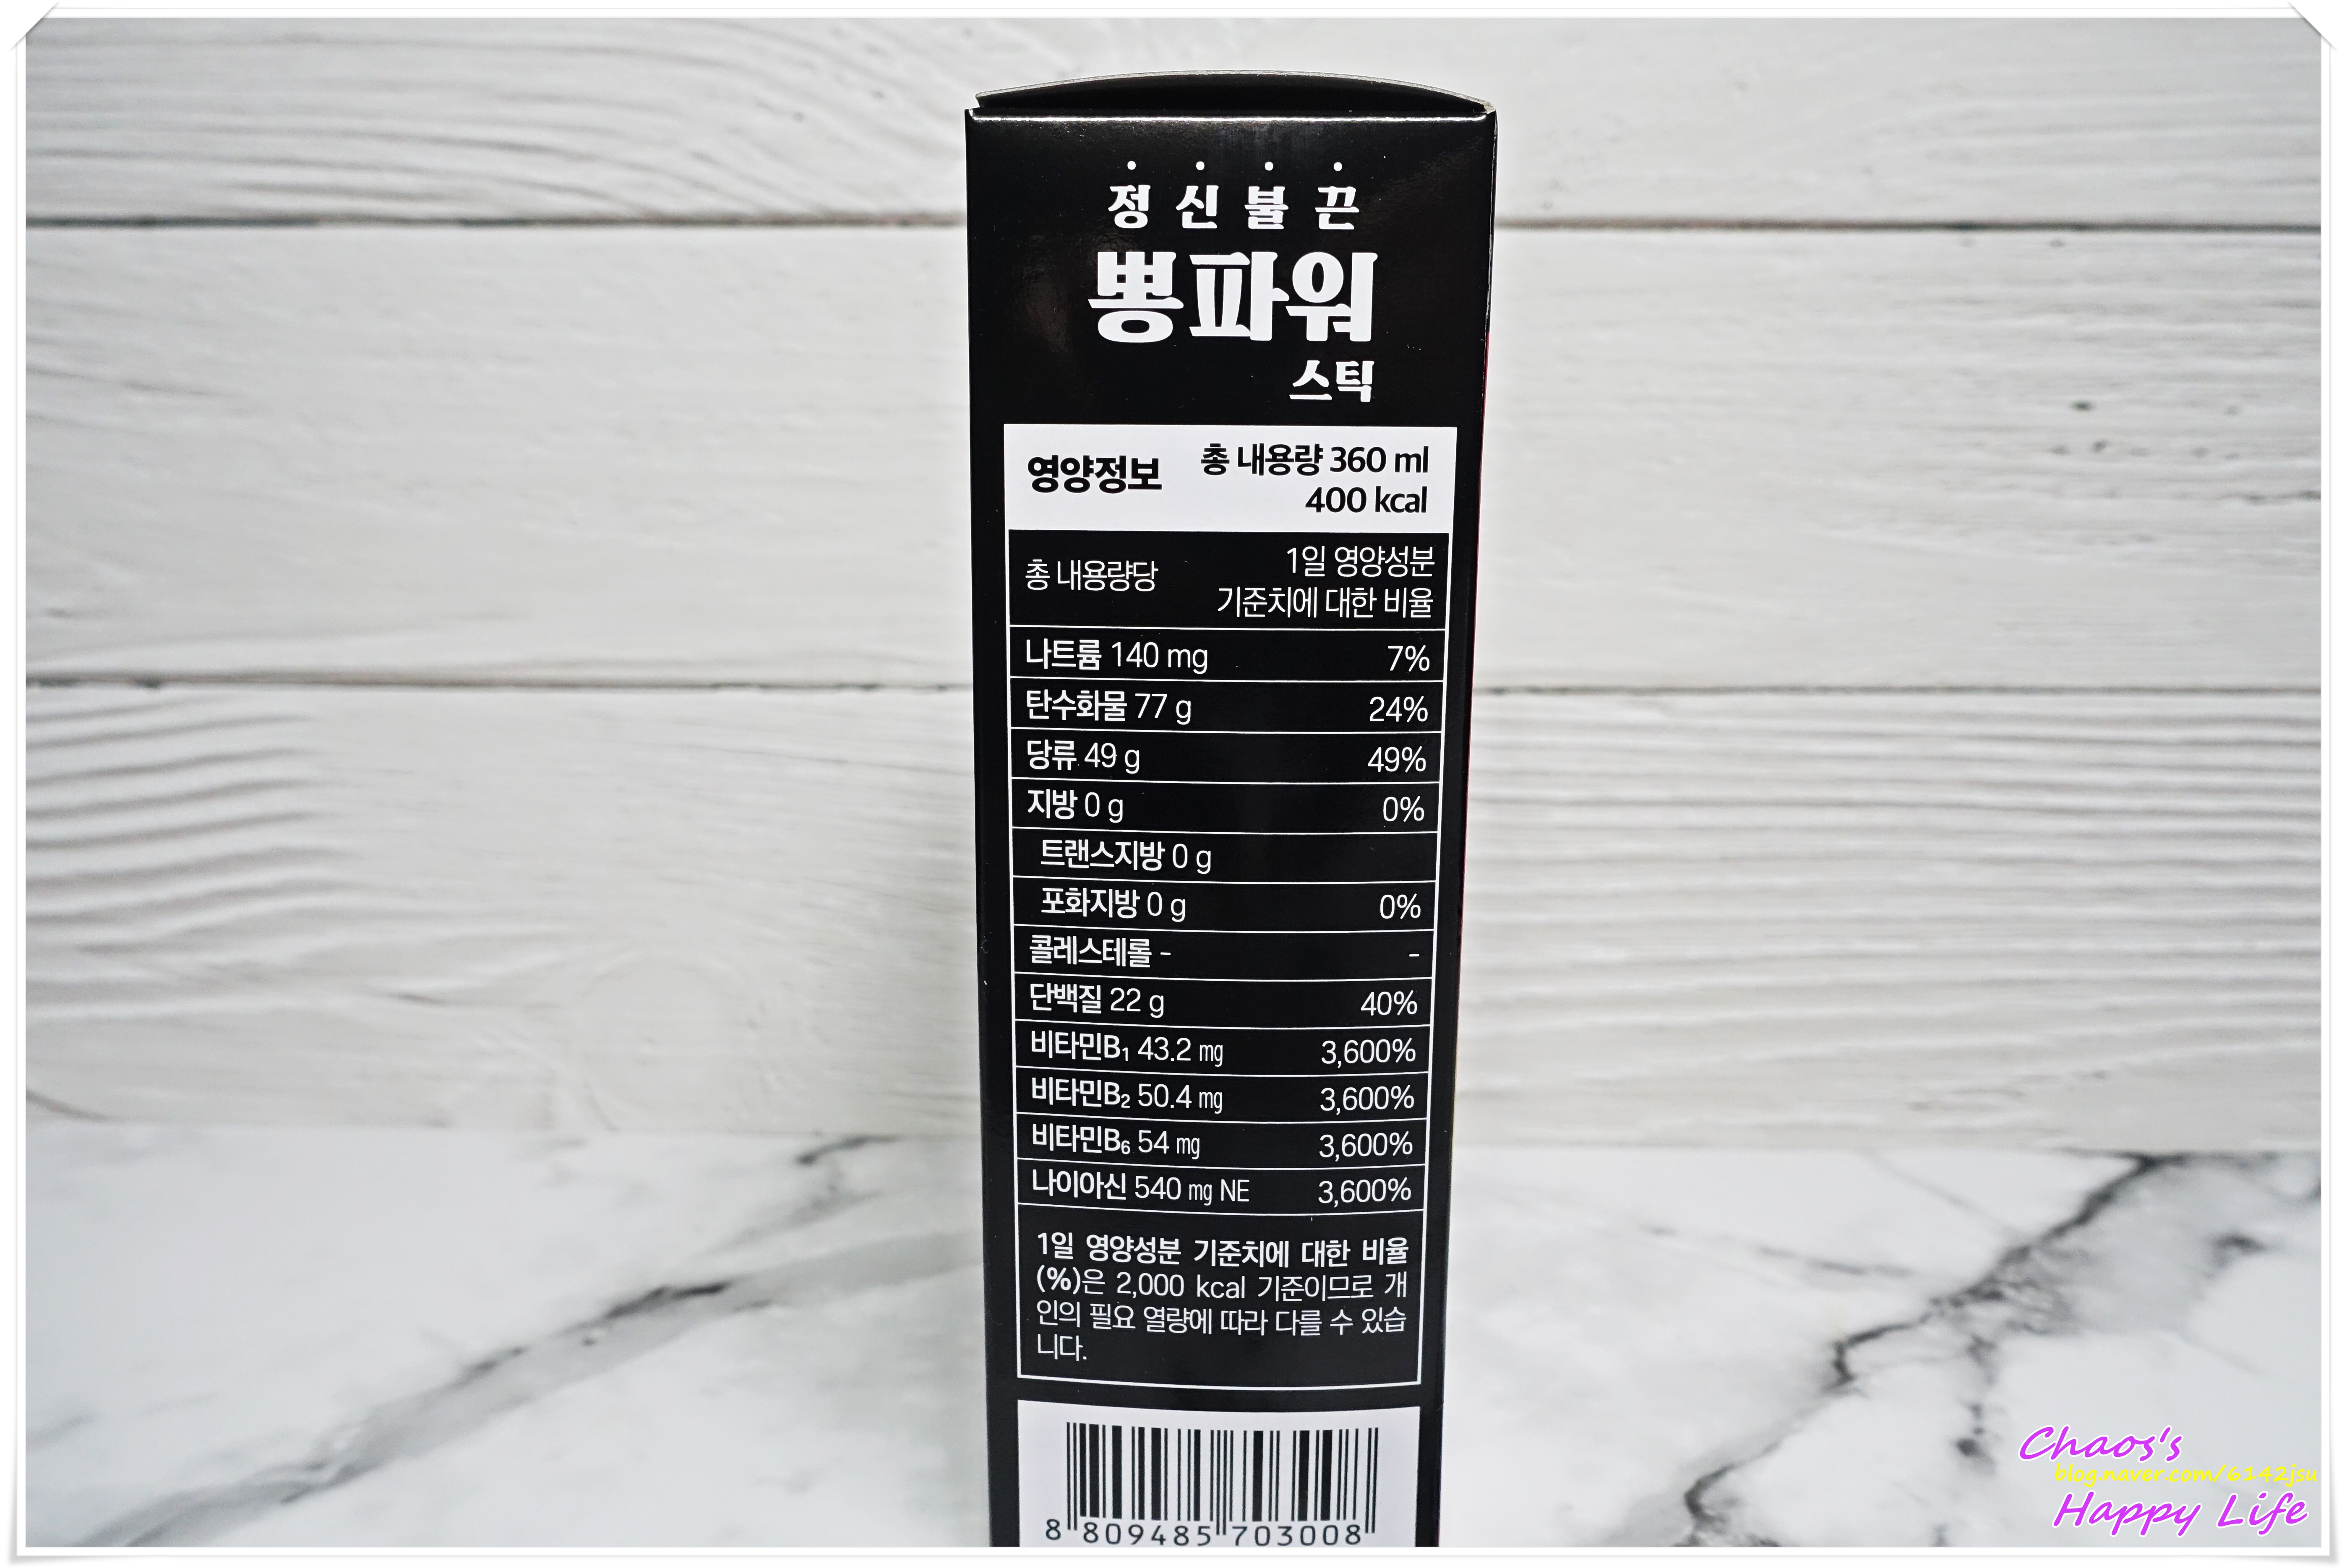 정신불끈
뽕파워
스틱
영양정보
총 내용량 360 ml
400 kcal
총 내용량당
1일 영양성분
기준치에 대한 비율
나트륨 140 mg 7%
탄수화물 77 g 24%
당류 49 g 49%
지방 0 g 0%
트랜스지방 0 g
포화지방 0 g 0%
콜레스테롤 - -
단백질 22 g 40%
비타민B₁ 43.2 mg 3,600%
비타민B₂ 50.4 mg 3,600%
비타민B₆ 54 mg 3,600%
나이아신 540 mg NE 3,600%
1일 영양성분 기준치에 대한 비율
(%)은 2,000 kcal 기준이므로 개
인의 필요 열량에 따라 다를 수 있습
니다.
8 809485 703008
Chaos's
blog.naver.com/6142jsu
Happy Life